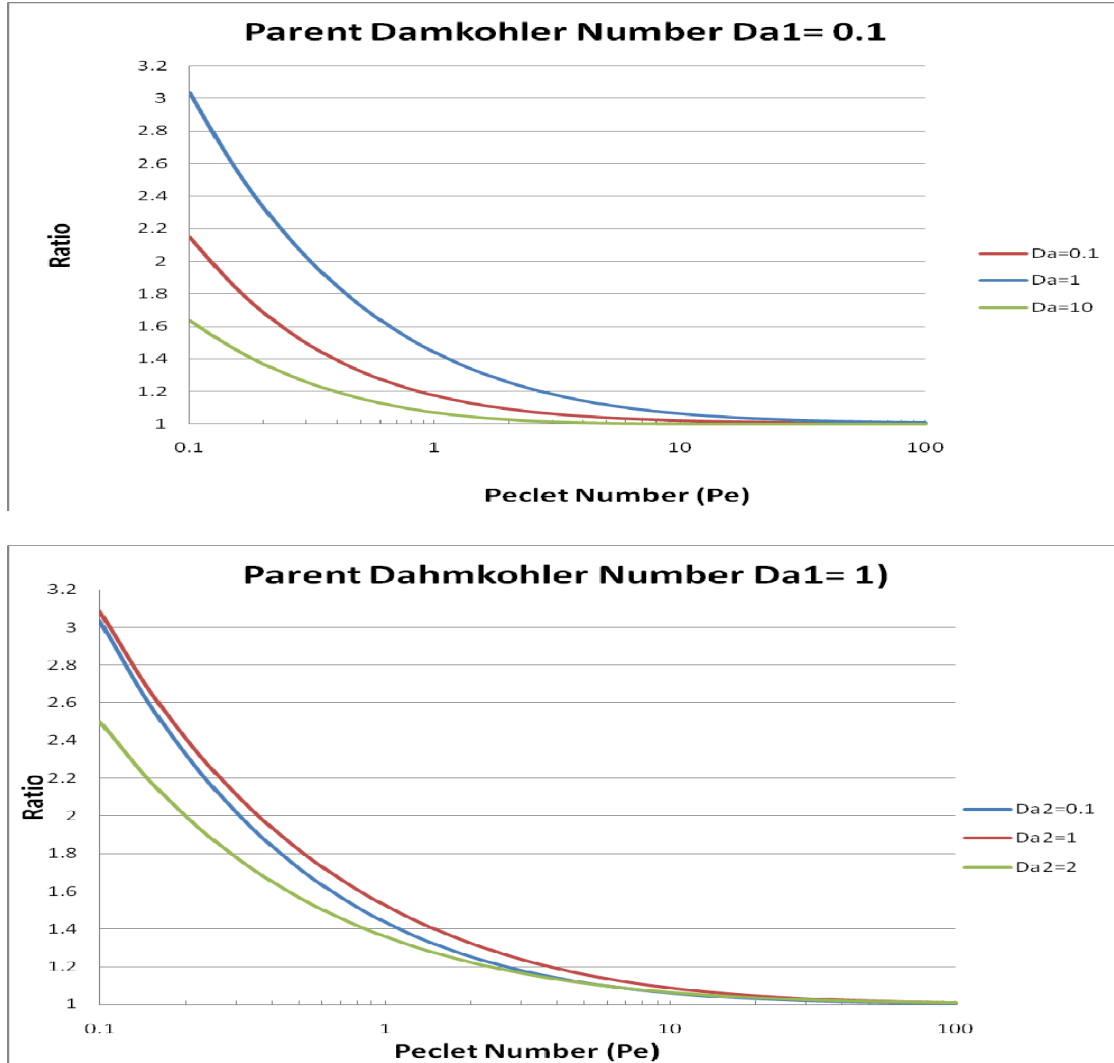 Parent Damkohler Number Da1= 0.1
3.2
3
2.8
2.6
2.4
2.2
2
1.8
1.6
1.4
1.2
1
Ratio
0.1
1
10
100
Peclet Number (Pe)
Da=0.1
Da=1
Da=10
Parent Dahmkohler Number Da1= 1)
3.2
3
2.8
2.6
2.4
2.2
2
1.8
1.6
1.4
1.2
1
Ratio
0.1
1
10
100
Peclet Number (Pe)
Da2=0.1
Da2=1
Da2=2